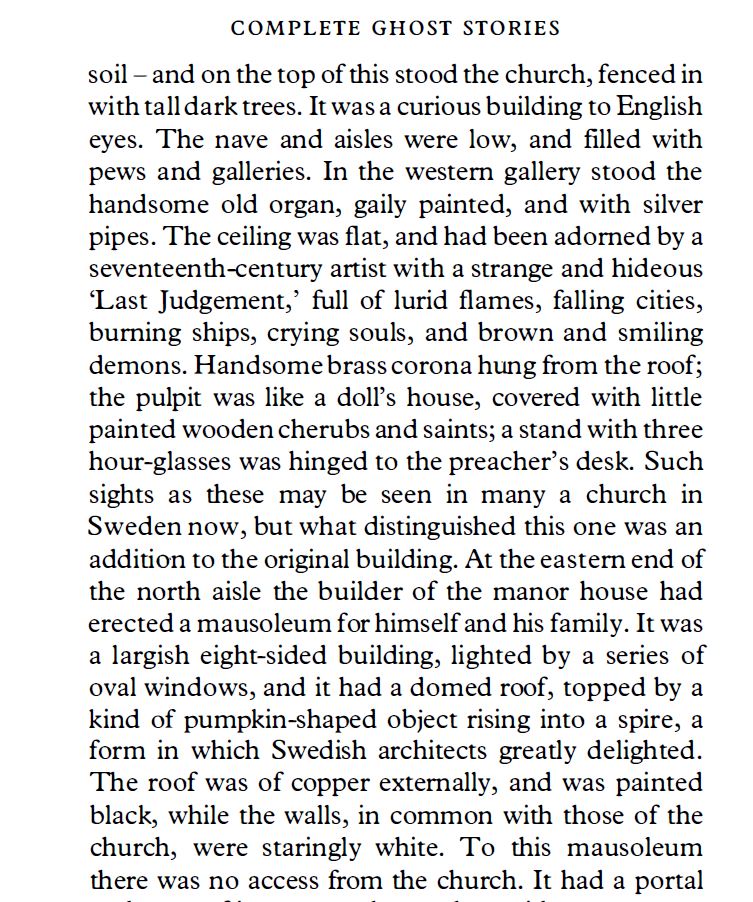 COMPLETE GHOST STORIES
soil – and on the top of this stood the church, fenced in
with tall dark trees. It was a curious building to English
eyes. The nave and aisles were low, and filled with
pews and galleries. In the western gallery stood the
handsome old organ, gaily painted, and with silver
pipes. The ceiling was flat, and had been adorned by a
seventeenth-century artist with a strange and hideous
‘Last Judgement,’ full of lurid flames, falling cities,
burning ships, crying souls, and brown and smiling
demons. Handsome brass corona hung from the roof;
the pulpit was like a doll’s house, covered with little
painted wooden cherubs and saints; a stand with three
hour-glasses was hinged to the preacher’s desk. Such
sights as these may be seen in many a church in
Sweden now, but what distinguished this one was an
addition to the original building. At the eastern end of
the north aisle the builder of the manor house had
erected a mausoleum for himself and his family. It was
a largish eight-sided building, lighted by a series of
oval windows, and it had a domed roof, topped by a
kind of pumpkin-shaped object rising into a spire, a
form in which Swedish architects greatly delighted.
The roof was of copper externally, and was painted
black, while the walls, in common with those of the
church, were staringly white. To this mausoleum
there was no access from the church. It had a portal